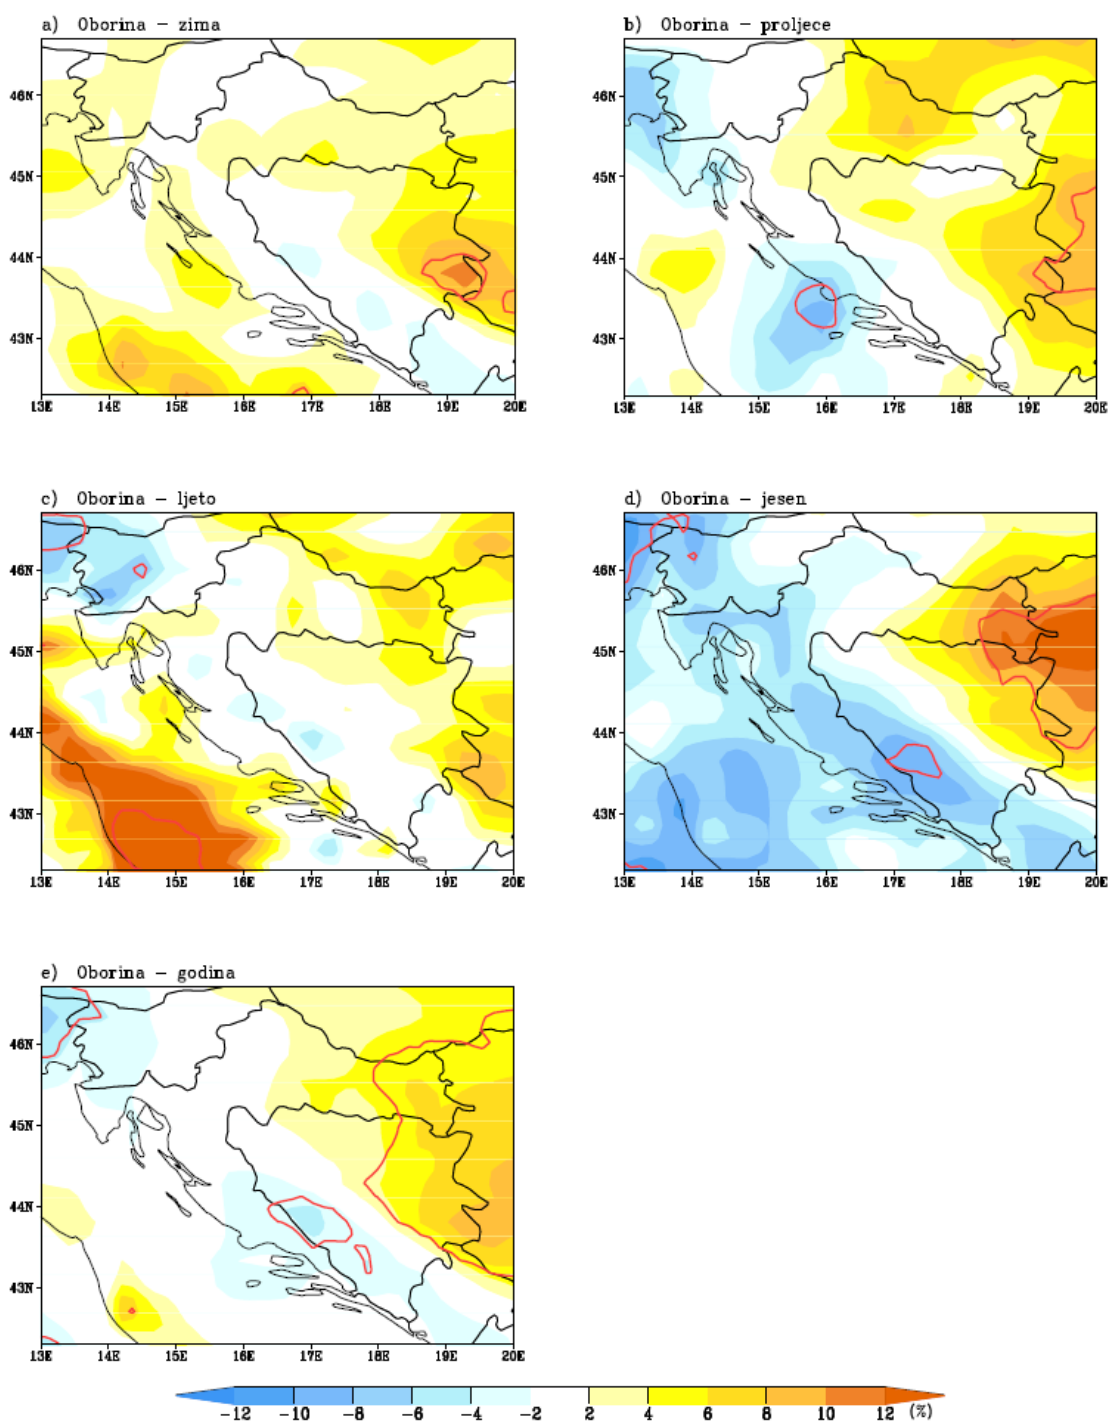 a) Oborina – zima
b) Oborina – proljece
46N
45N
44N
43N
13E 14E 15E 16E 17E 18E 19E 20E
46N
45N
44N
43N
13E 14E 15E 16E 17E 18E 19E 20E
c) Oborina – ljeto
d) Oborina – jesen
46N
45N
44N
43N
13E 14E 15E 16E 17E 18E 19E 20E
46N
45N
44N
43N
13E 14E 15E 16E 17E 18E 19E 20E
e) Oborina – godina
46N
45N
44N
43N
13E 14E 15E 16E 17E 18E 19E 20E
-12 -10 -8 -6 -4 -2 2 4 6 8 10 12 (%)